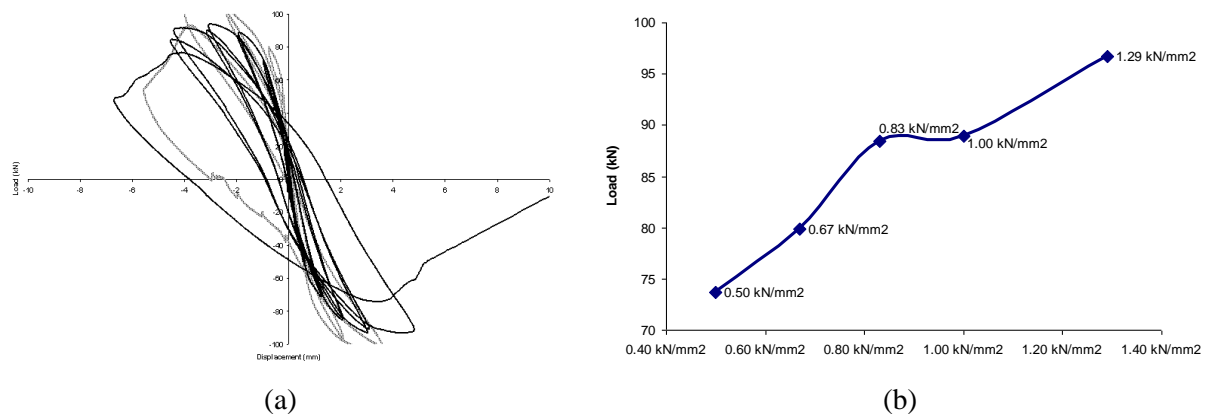 100
80
60
40
20
0
-20
-40
-60
-80
-100
-10 -8 -6 -4 -2 0 2 4 6 8 10
Load (kN)
Displacement (mm)
(a)
100
95
90
85
80
75
70
Load (kN)
0.50 kN/mm2
0.67 kN/mm2
0.83 kN/mm2
1.00 kN/mm2
1.29 kN/mm2
0.40 kN/mm2 0.60 kN/mm2 0.80 kN/mm2 1.00 kN/mm2 1.20 kN/mm2 1.40 kN/mm2
(b)